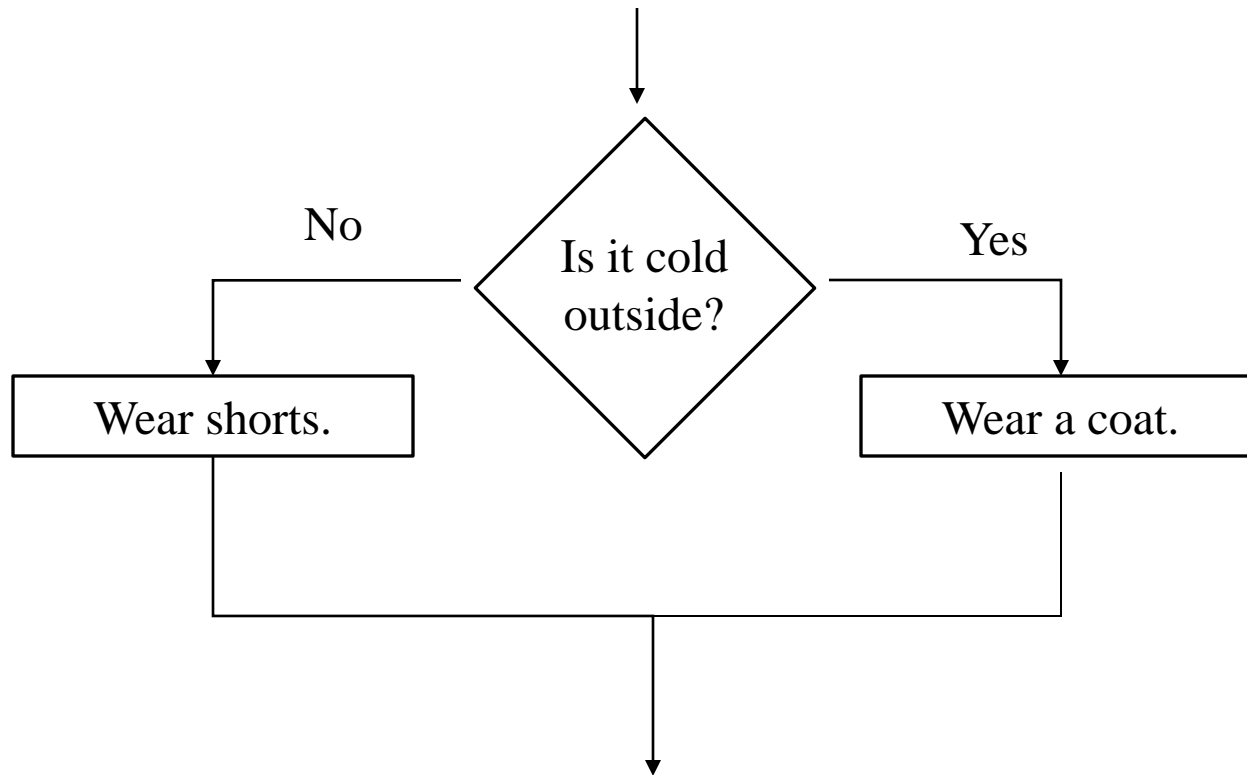 No
Yes
Is it cold
outside?
Wear shorts.
Wear a coat.